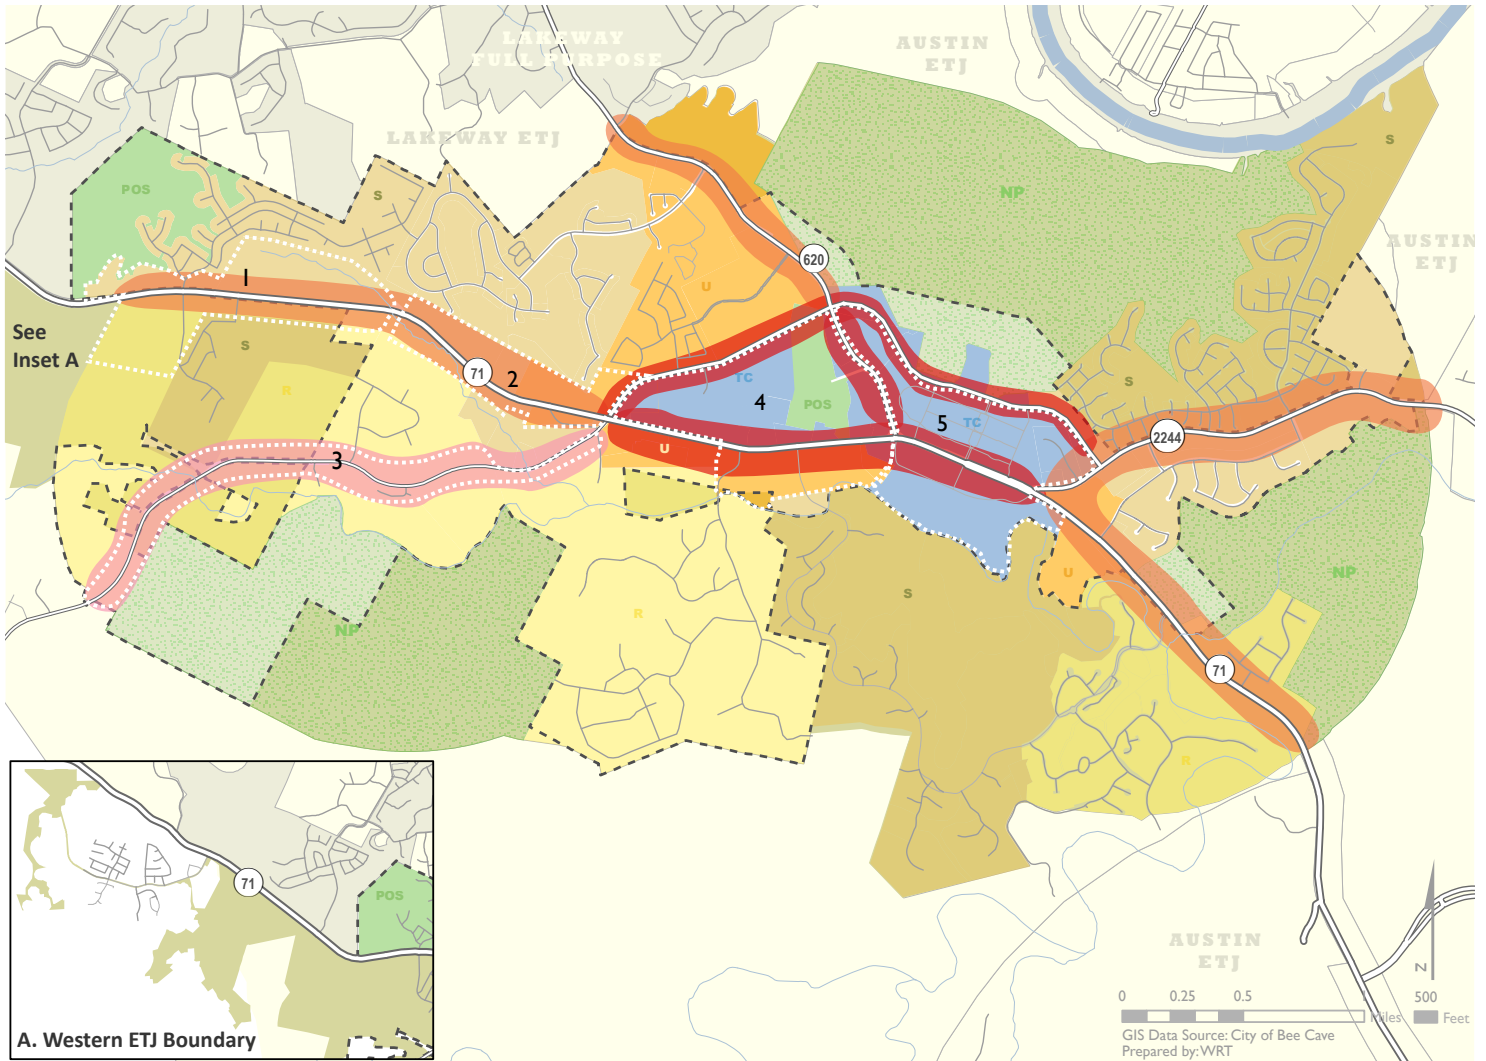 LAKEWAY
FULL PURPOSE
AUSTIN
ETJ
LAKEWAY ETJ
S
POS
S
NP
AUSTIN
ETJ
620
1
U
See
Inset A
S
71
2
R
TC
4
POS
5
TC
S
2244
3
U
NP
U
S
R
NP
71
R
71
POS
A. Western ETJ Boundary
AUSTIN
ETJ
N
0 0.25 0.5 1 500
Miles Feet
GIS Data Source: City of Bee Cave
Prepared by: WRT